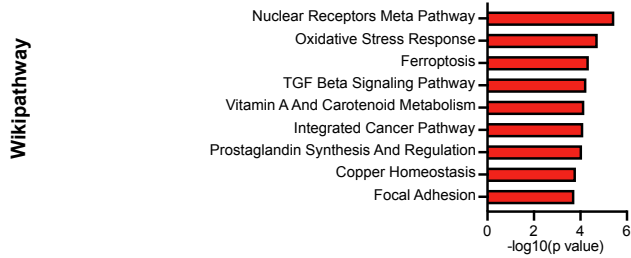 Wikipathway
Nuclear Receptors Meta Pathway
Oxidative Stress Response
Ferroptosis
TGF Beta Signaling Pathway
Vitamin A And Carotenoid Metabolism
Integrated Cancer Pathway
Prostaglandin Synthesis And Regulation
Copper Homeostasis
Focal Adhesion
0 2 4 6
-log10(p value)